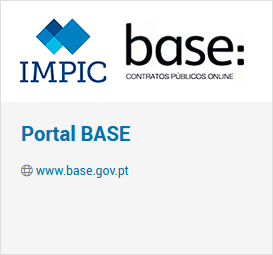 IMPIC
base:
CONTRATOS PÚBLICOS ONLINE
Portal BASE
www.base.gov.pt